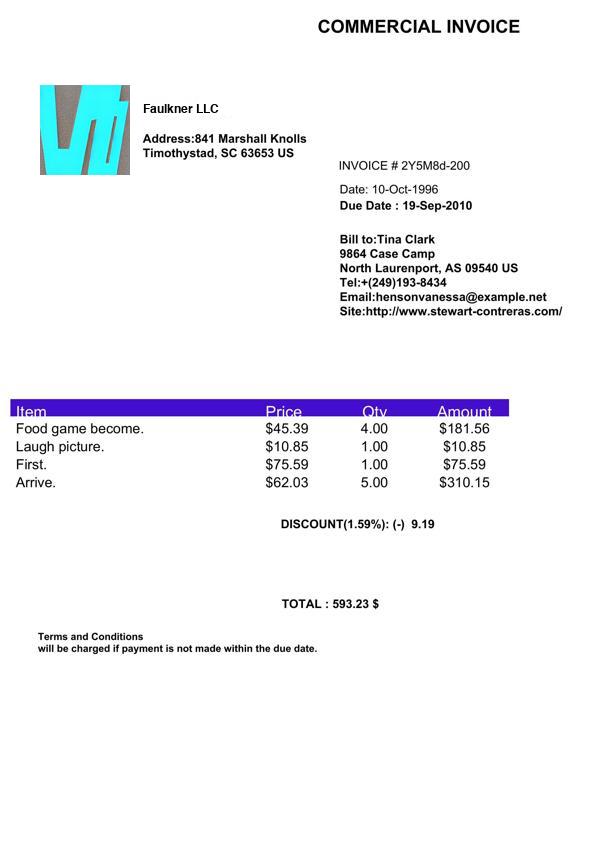 COMMERCIAL INVOICE
Faulkner LLC
Address:841 Marshall Knolls
Timothystad, SC 63653 US
INVOICE # 2Y5M8d-200
Date: 10-Oct-1996
Due Date : 19-Sep-2010
Bill to:Tina Clark
9864 Case Camp
North Laurenport, AS 09540 US
Tel:+(249)193-8434
Email:hensonvanessa@example.net
Site:http://www.stewart-contreras.com/
Item Price Qty Amount
Food game become. $45.39 4.00 $181.56
Laugh picture. $10.85 1.00 $10.85
First. $75.59 1.00 $75.59
Arrive. $62.03 5.00 $310.15
DISCOUNT(1.59%): (-) 9.19
TOTAL : 593.23 $
Terms and Conditions
will be charged if payment is not made within the due date.